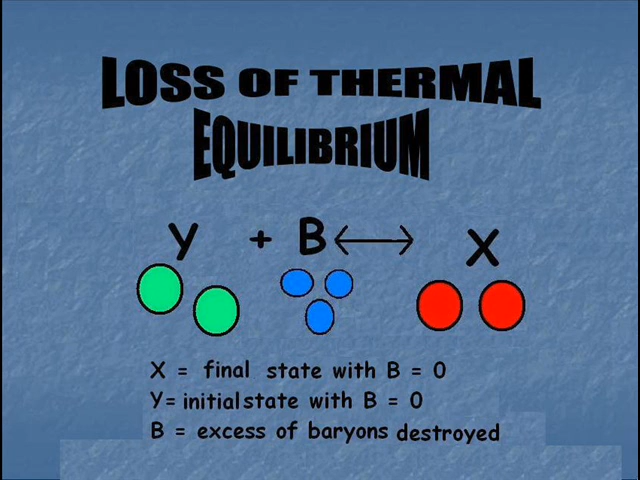 LOSS OF THERMAL
EQUILIBRIUM
Y + B ↔ X
X = final state with B = 0
Y= initial state with B = 0
B = excess of baryons destroyed